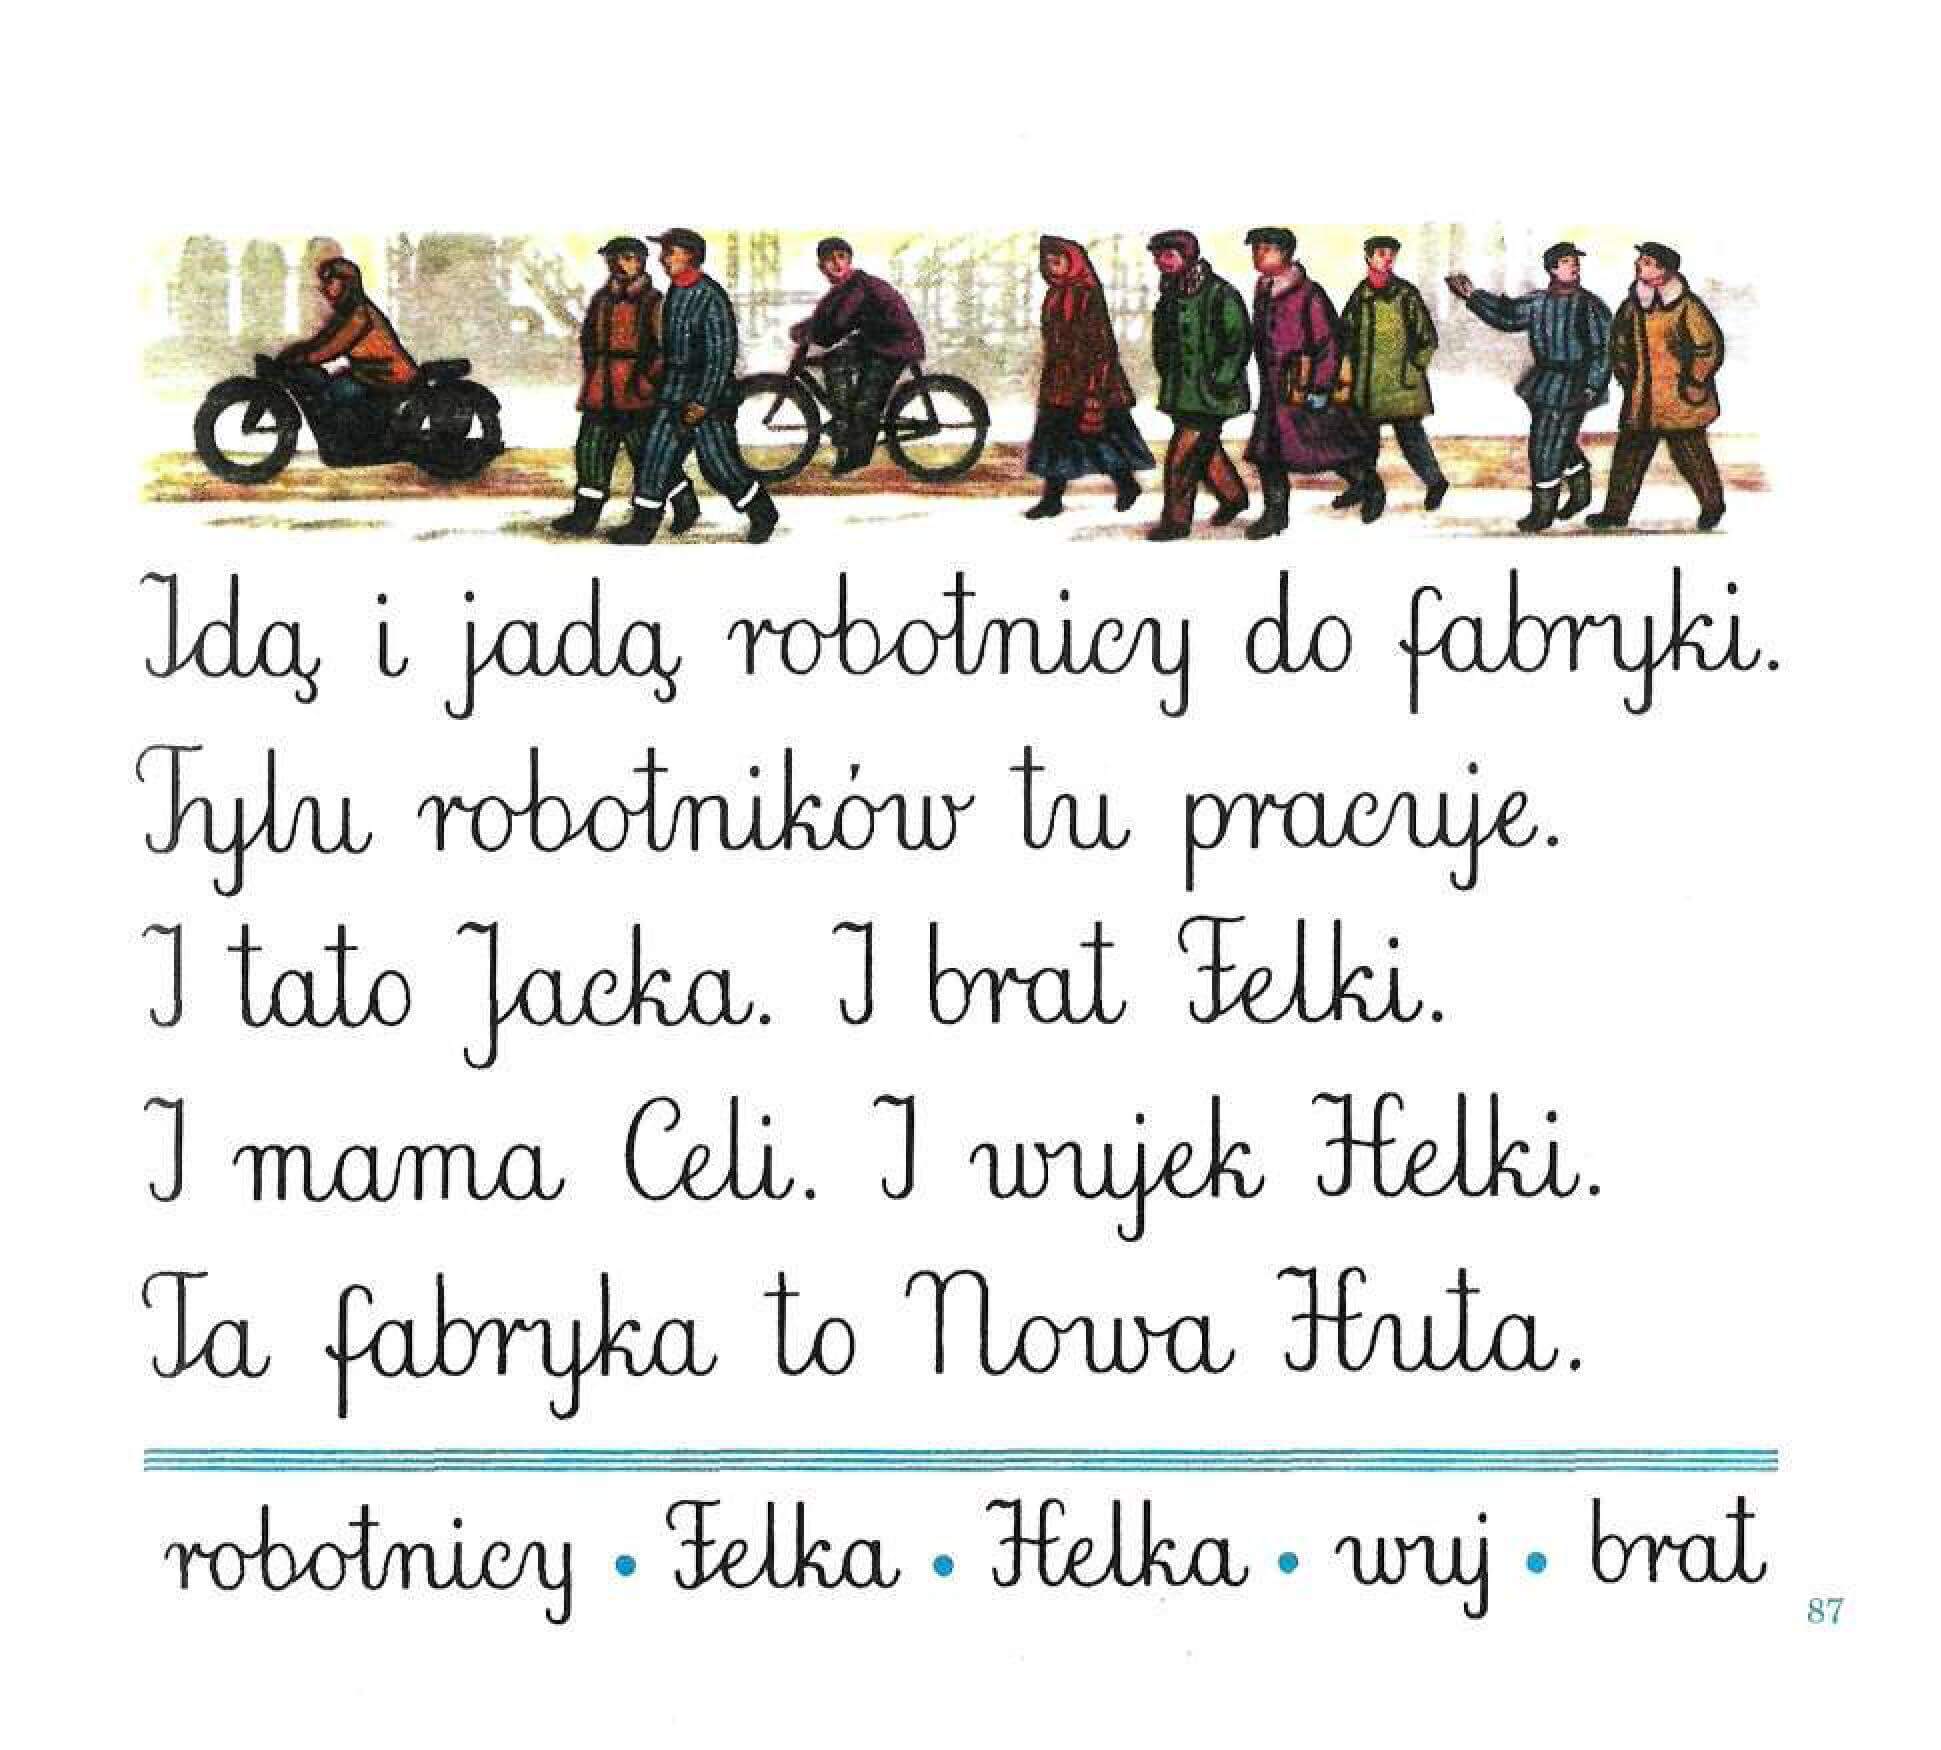 Idą i jadą robotnicy do fabryki.
Tylu robotników tu pracuje.
I tato Jacka. I brat Felki.
I mama Celi. I wujek Helki.
Ta fabryka to Nowa Huta.
robotnicy • Felka • Helka • wuj • brat
87